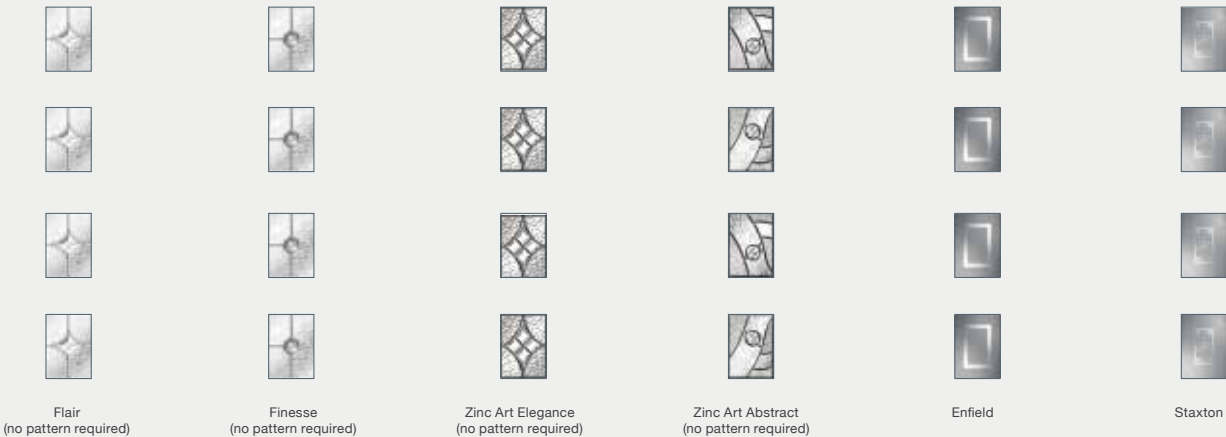 Flair
(no pattern required)
Finesse
(no pattern required)
Zinc Art Elegance
(no pattern required)
Zinc Art Abstract
(no pattern required)
Enfield
Staxton